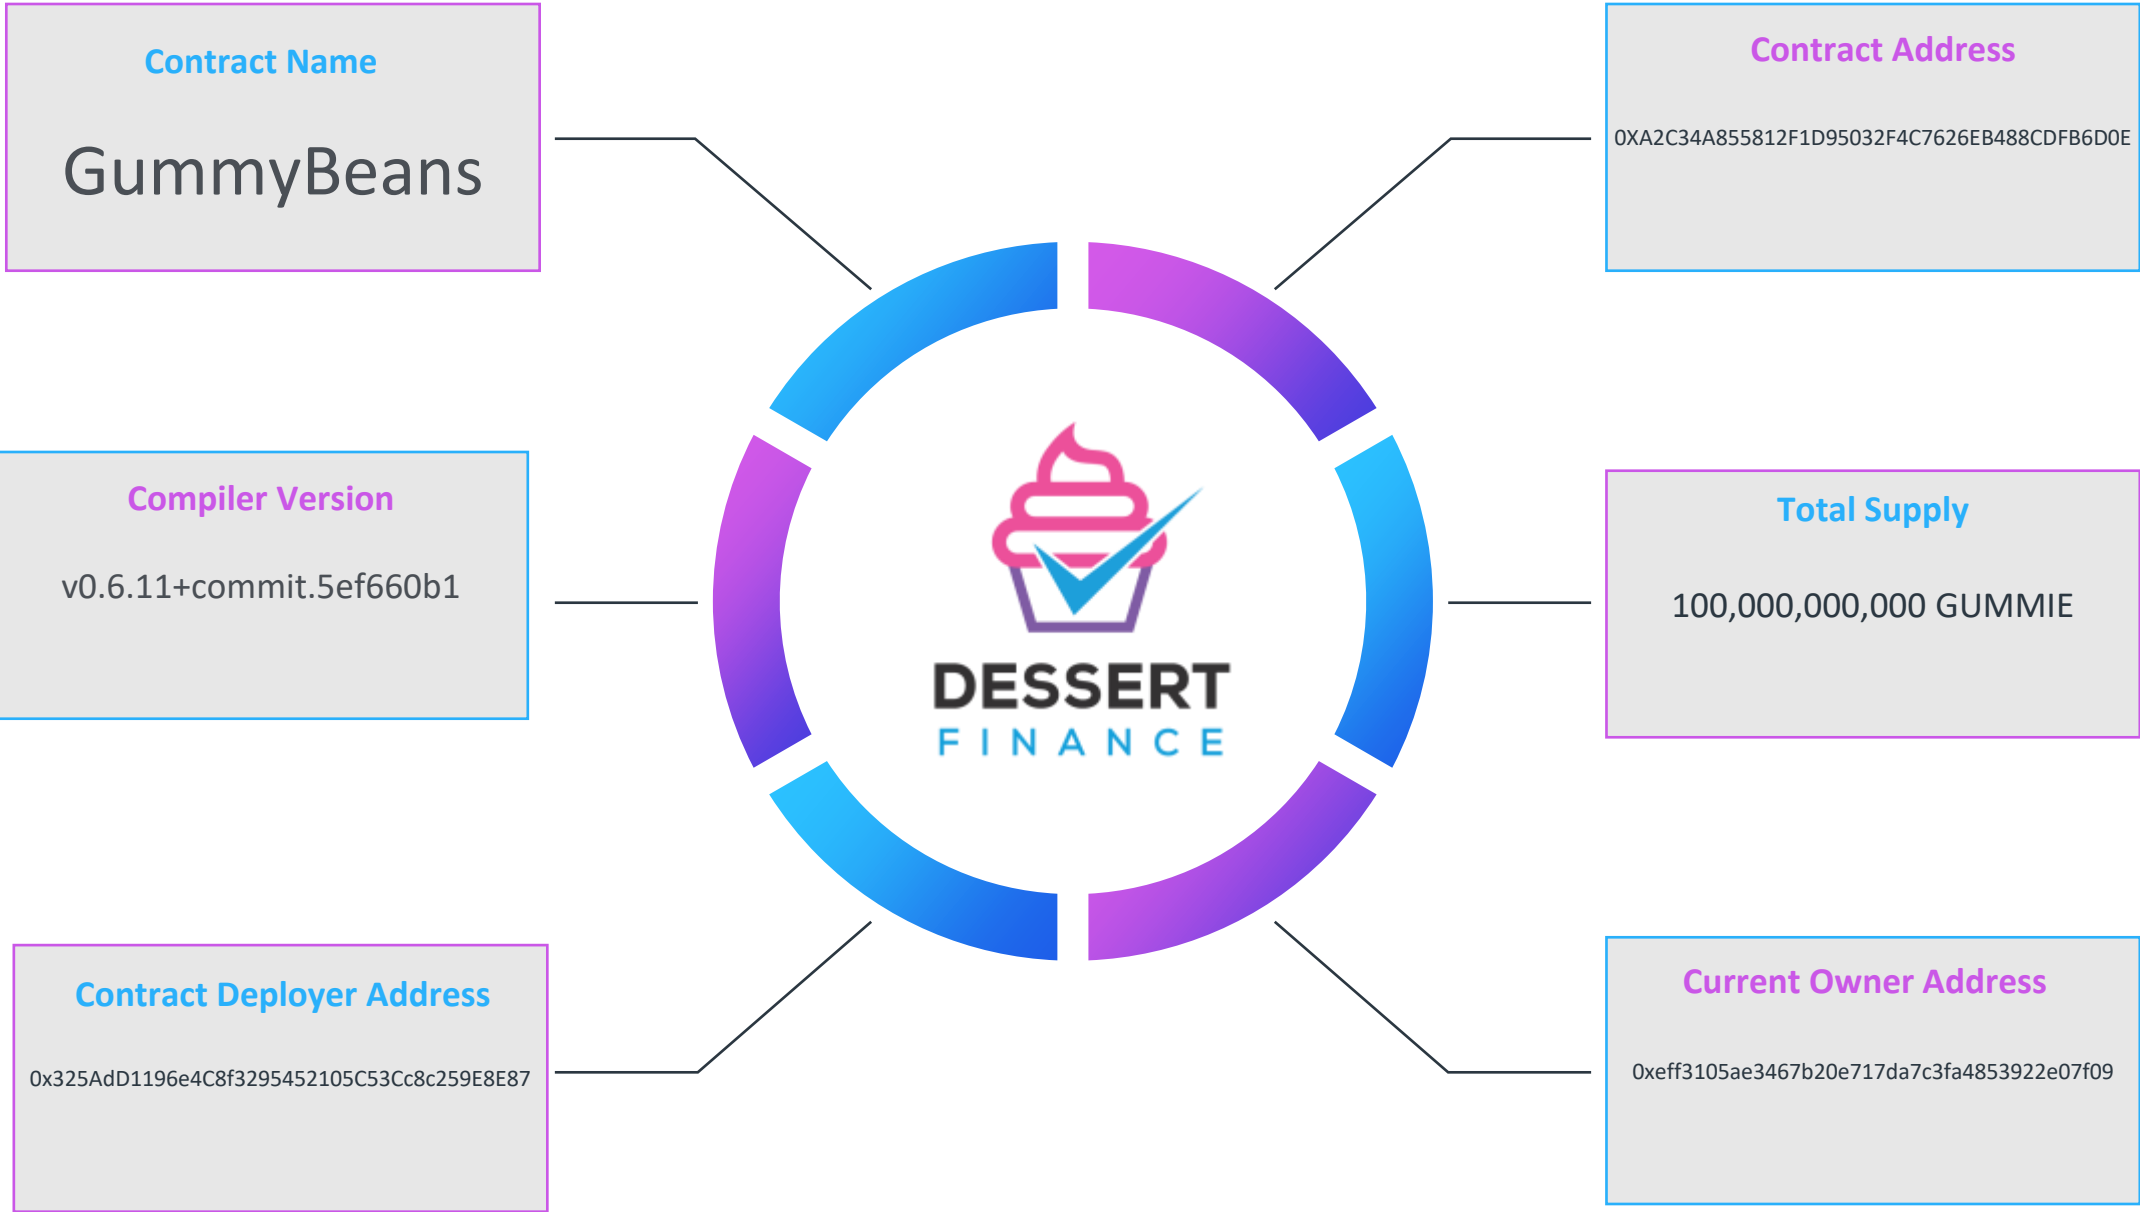 Contract Name
GummyBeans
Contract Address
0XA2C34A855812F1D95032F4C7626EB488CDFB6D0E
Compiler Version
v0.6.11+commit.5ef660b1
DESSERT
FINANCE
Total Supply
100,000,000,000 GUMMIE
Contract Deployer Address
0x325AdD1196e4C8f3295452105C53Cc8c259E8E87
Current Owner Address
0xeff3105ae3467b20e717da7c3fa4853922e07f09